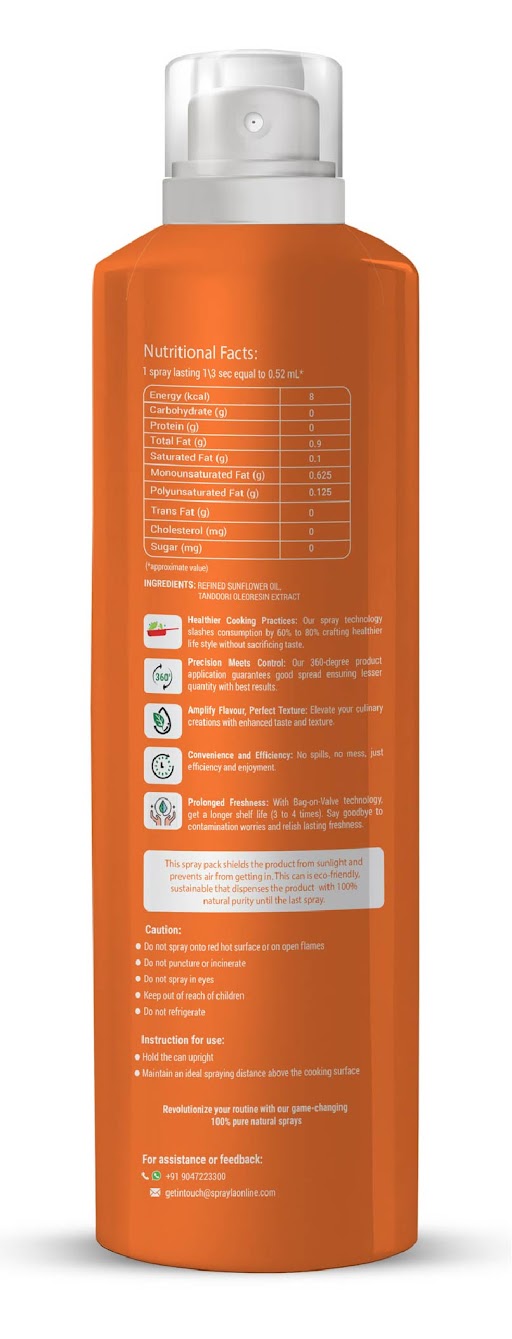 Nutritional Facts:
1 spray lasting 1\3 sec equal to 0.52 mL*
Energy (kcal) 8
Carbohydrate (g) 0
Protein (g) 0
Total Fat (g) 0.9
Saturated Fat (g) 0.1
Monounsaturated Fat (g) 0.625
Polyunsaturated Fat (g) 0.125
Trans Fat (g) 0
Cholesterol (mg) 0
Sugar (mg) 0
(*approximate value)
INGREDIENTS: REFINED SUNFLOWER OIL,
TANDOORI OLEORESIN EXTRACT
Healthier Cooking Practices: Our spray technology
slashes consumption by 60% to 80% crafting healthier
life style without sacrificing taste.
360°
Precision Meets Control: Our 360-degree product
application guarantees good spread ensuring lesser
quantity with best results.
Amplify Flavour, Perfect Texture: Elevate your culinary
creations with enhanced taste and texture.
Convenience and Efficiency: No spills, no mess, just
efficiency and enjoyment.
Prolonged Freshness: With Bag-on-Valve technology,
get a longer shelf life (3 to 4 times). Say goodbye to
contamination worries and relish lasting freshness.
This spray pack shields the product from sunlight and
prevents air from getting in. This can is eco-friendly,
sustainable that dispenses the product with 100%
natural purity until the last spray.
Caution:
Do not spray onto red hot surface or on open flames
Do not puncture or incinerate
Do not spray in eyes
Keep out of reach of children
Do not refrigerate
Instruction for use:
Hold the can upright
Maintain an ideal spraying distance above the cooking surface
Revolutionize your routine with our game-changing
100% pure natural sprays
For assistance or feedback:
+91 9047223300
getintouch@spraylaonline.com